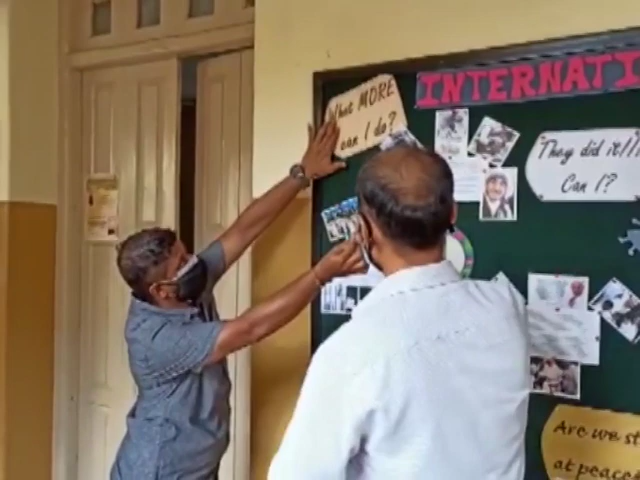 INTERNATI
What MORE
can I do?
They did it!!!
Can I?
Are we st
at peace